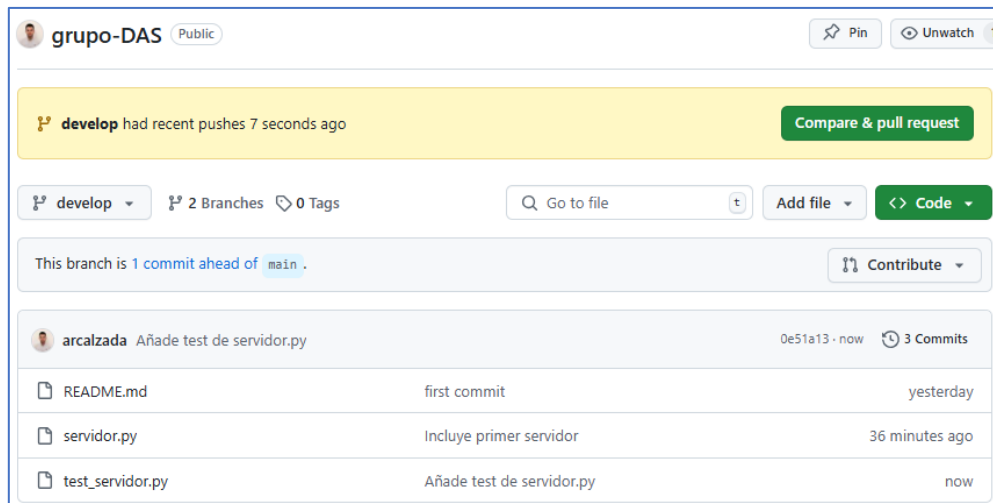 grupo-DAS Public Pin Unwatch
develop had recent pushes 7 seconds ago Compare & pull request
develop 2 Branches 0 Tags Go to file t Add file Code
This branch is 1 commit ahead of main . Contribute
arcalzada Añade test de servidor.py 0e51a13 · now 3 Commits
README.md first commit yesterday
servidor.py Incluye primer servidor 36 minutes ago
test_servidor.py Añade test de servidor.py now